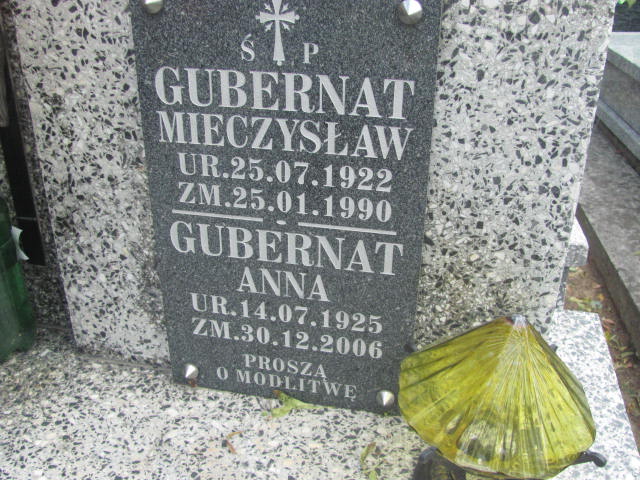 Ś P
GUBERNAT
MIECZYSŁAW
UR.25.07.1922
ZM.25.01.1990
GUBERNAT
ANNA
UR.14.07.1925
ZM.30.12.2006
PROSZĄ
O MODLITWĘ